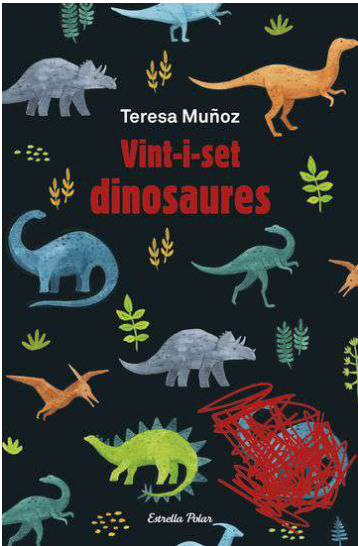 Teresa Muñoz
Vint-i-set
dinosaures
Estrella Polar